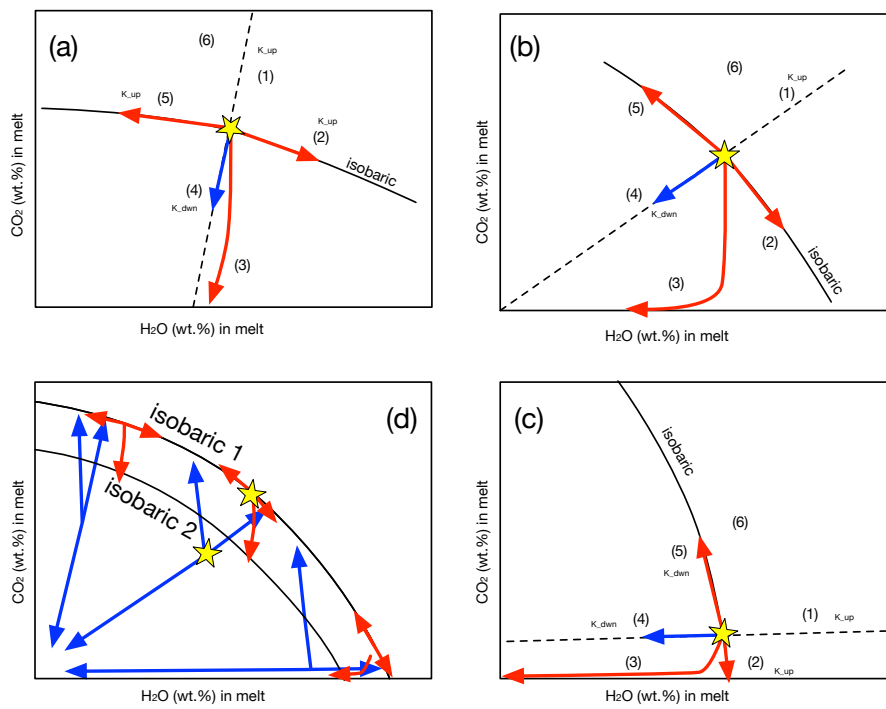 (a)
(6)
K_up
(1)
K_up
(5)
K_up
(2)
isobaric
(4)
K_dwn
(3)
CO₂ (wt.%) in melt
H₂O (wt.%) in melt
(b)
(6)
K_up
(1)
(5)
(4)
K_dwn
(2)
(3)
isobaric
CO₂ (wt.%) in melt
H₂O (wt.%) in melt
(d)
isobaric 1
isobaric 2
CO₂ (wt.%) in melt
H₂O (wt.%) in melt
(c)
isobaric
(6)
(5)
K_dwn
K_dwn
(4)
(1)
K_up
(3)
(2)
K_up
CO₂ (wt.%) in melt
H₂O (wt.%) in melt